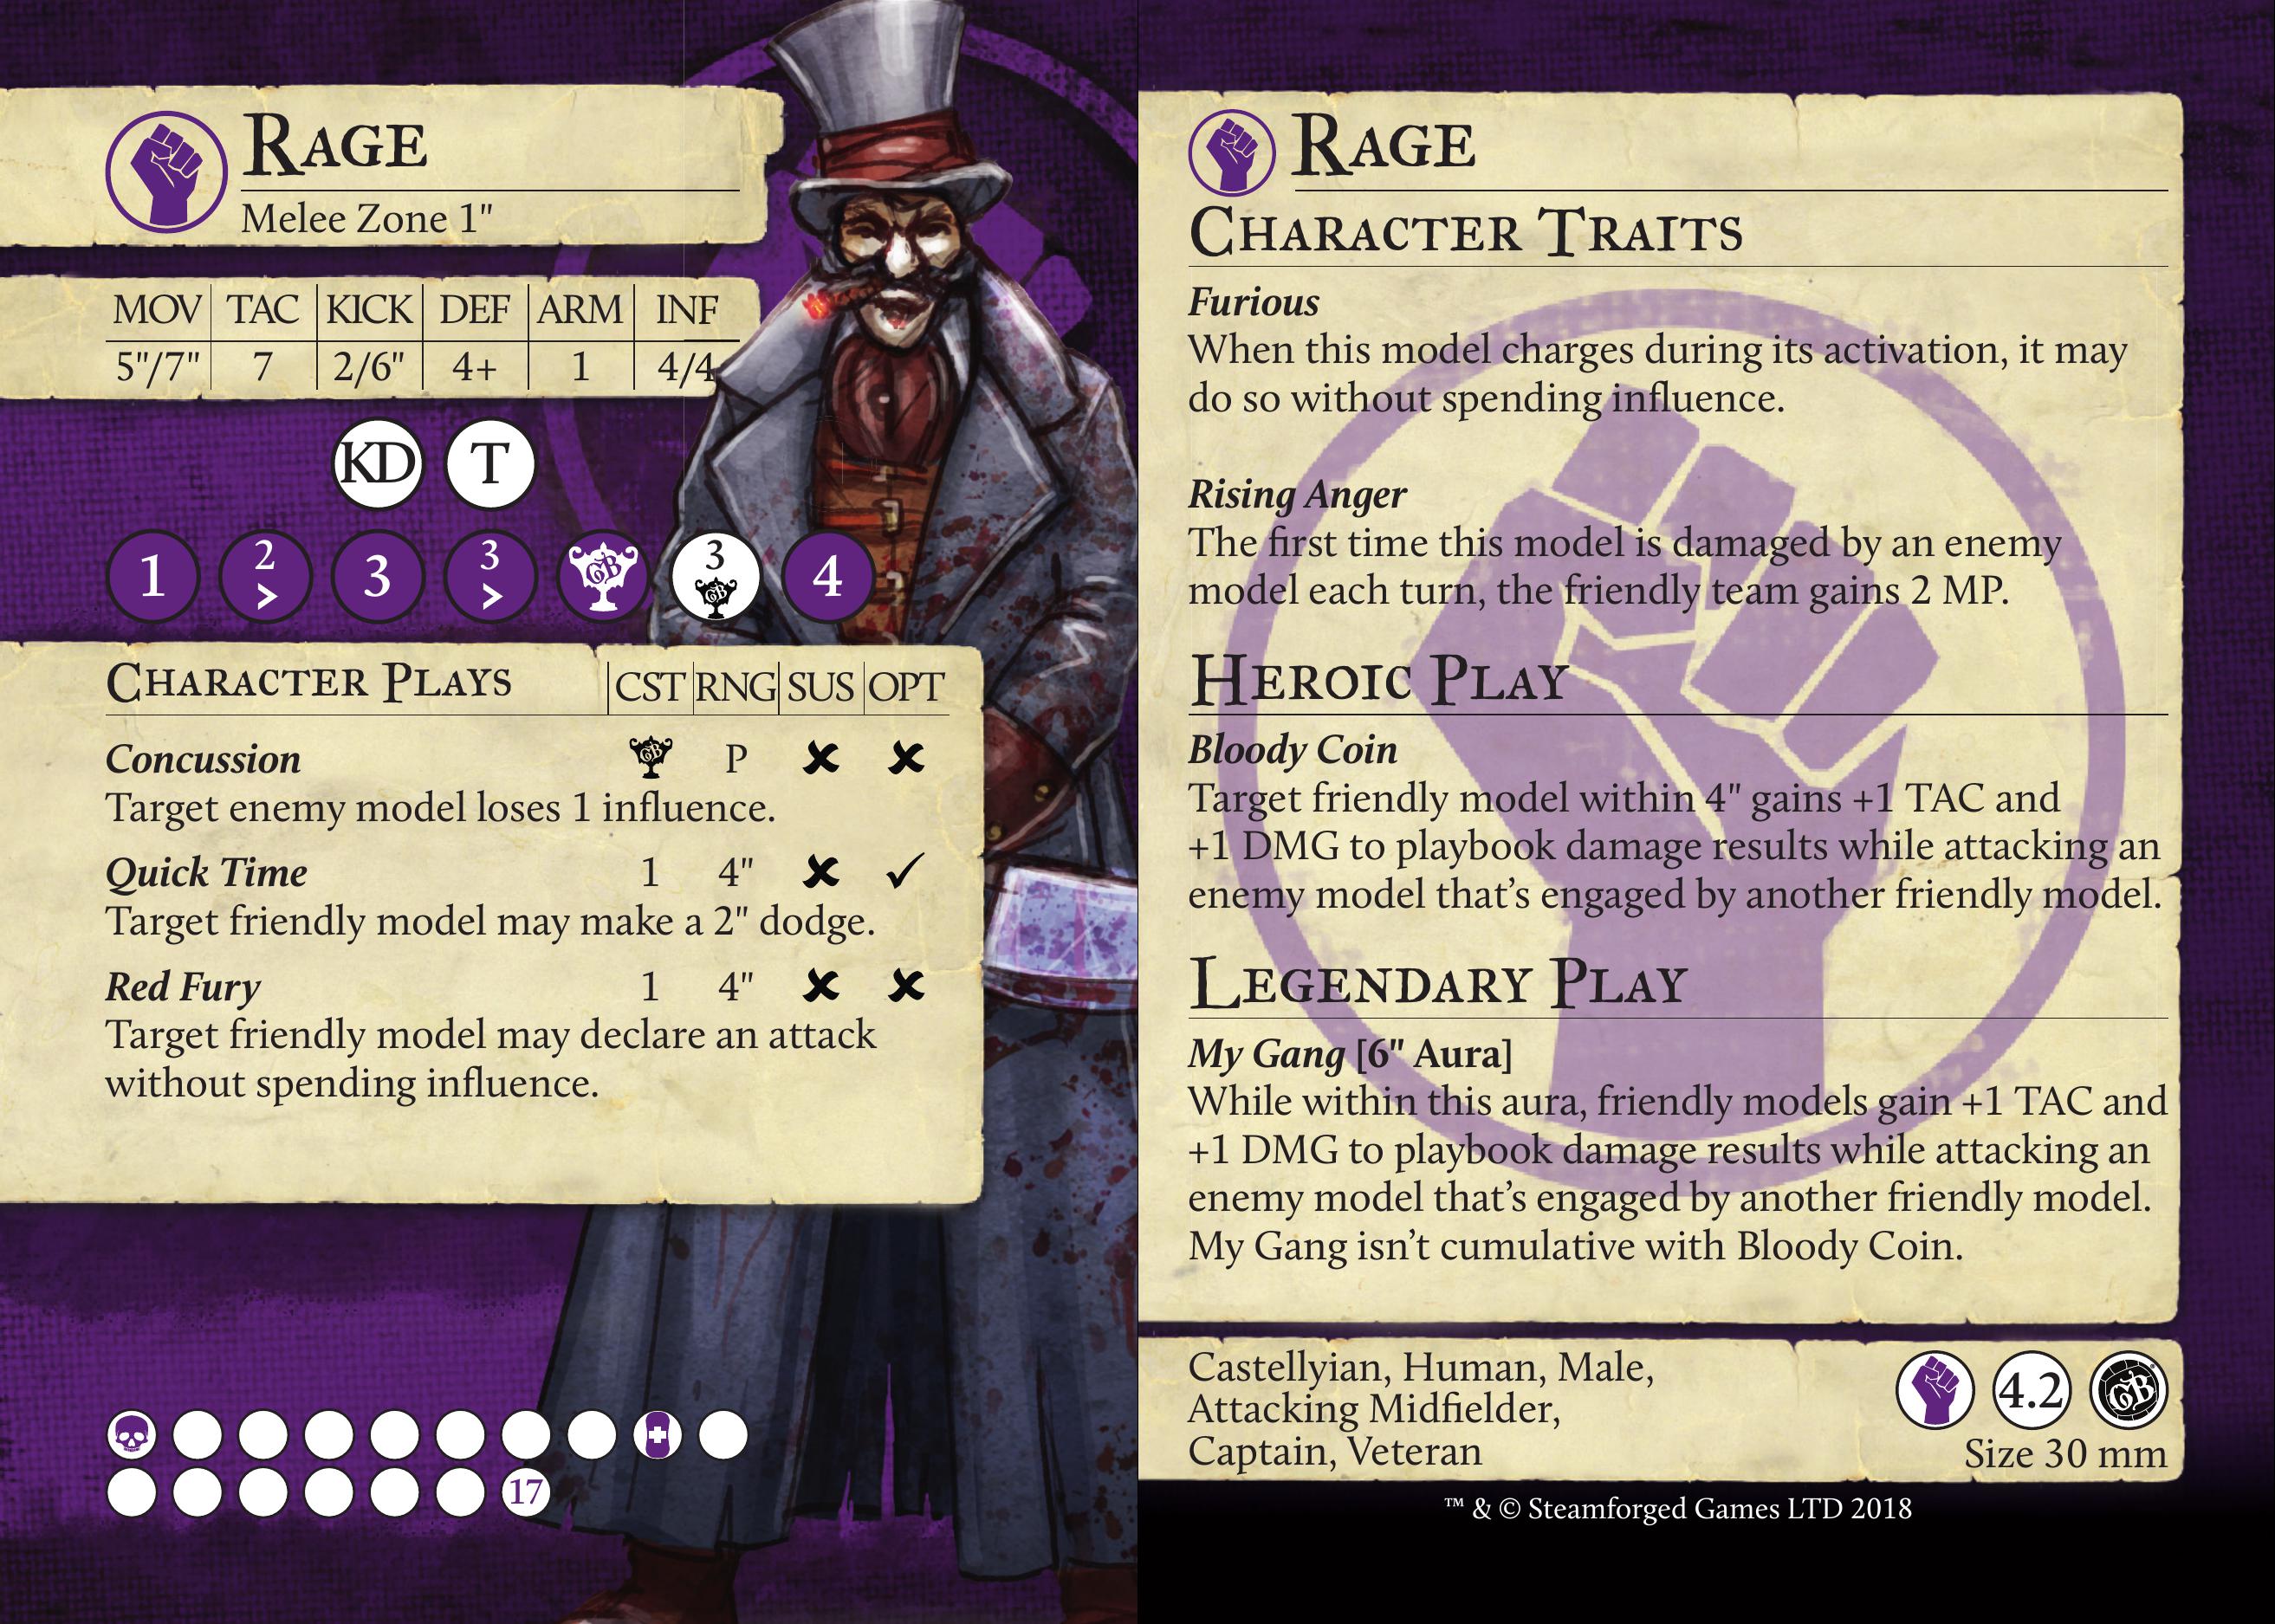 RAGE
Melee Zone 1"
MOV TAC KICK DEF ARM INF
5"/7" 7 2/6" 4+ 1 4/4
KD T
1 2 > 3 3 > GB 3 GB 4
CHARACTER PLAYS CST RNG SUS OPT
Concussion GB P ✘ ✘
Target enemy model loses 1 influence.
Quick Time 1 4" ✘ ✓
Target friendly model may make a 2" dodge.
Red Fury 1 4" ✘ ✘
Target friendly model may declare an attack
without spending influence.
17
RAGE
CHARACTER TRAITS
Furious
When this model charges during its activation, it may
do so without spending influence.
Rising Anger
The first time this model is damaged by an enemy
model each turn, the friendly team gains 2 MP.
HEROIC PLAY
Bloody Coin
Target friendly model within 4" gains +1 TAC and
+1 DMG to playbook damage results while attacking an
enemy model that’s engaged by another friendly model.
LEGENDARY PLAY
My Gang [6" Aura]
While within this aura, friendly models gain +1 TAC and
+1 DMG to playbook damage results while attacking an
enemy model that’s engaged by another friendly model.
My Gang isn’t cumulative with Bloody Coin.
Castellyian, Human, Male,
Attacking Midfielder,
Captain, Veteran
4.2 GB
Size 30 mm
™ & © Steamforged Games LTD 2018